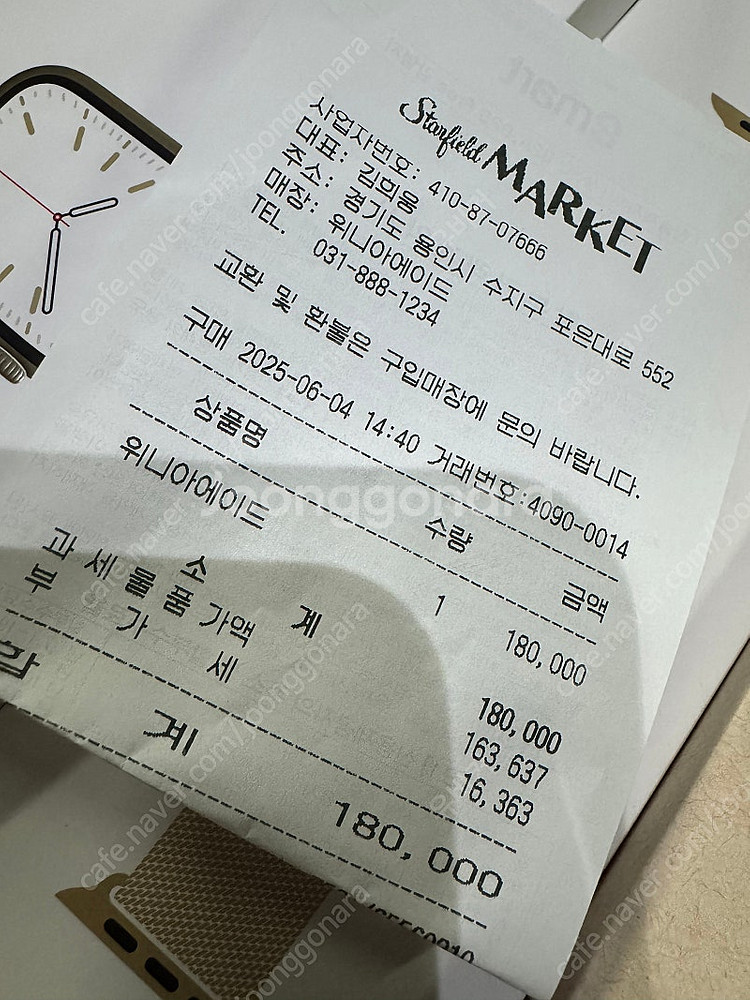 Starfield MARKET
사업자번호: 410-87-07666
대표: 김희웅
주소: 경기도 용인시 수지구 포은대로 552
매장: 위니아에이드
TEL. 031-888-1234
교환 및 환불은 구입매장에 문의 바랍니다.
구매 2025-06-04 14:40 거래번호:4090-0014
상품명 수량 금액
위니아에이드 1 180,000
소 계 180,000
과 세 물 품 가액 163,637
부 가 세 16,363
합 계 180,000
joonggonara
cafe.naver.com/joonggonara